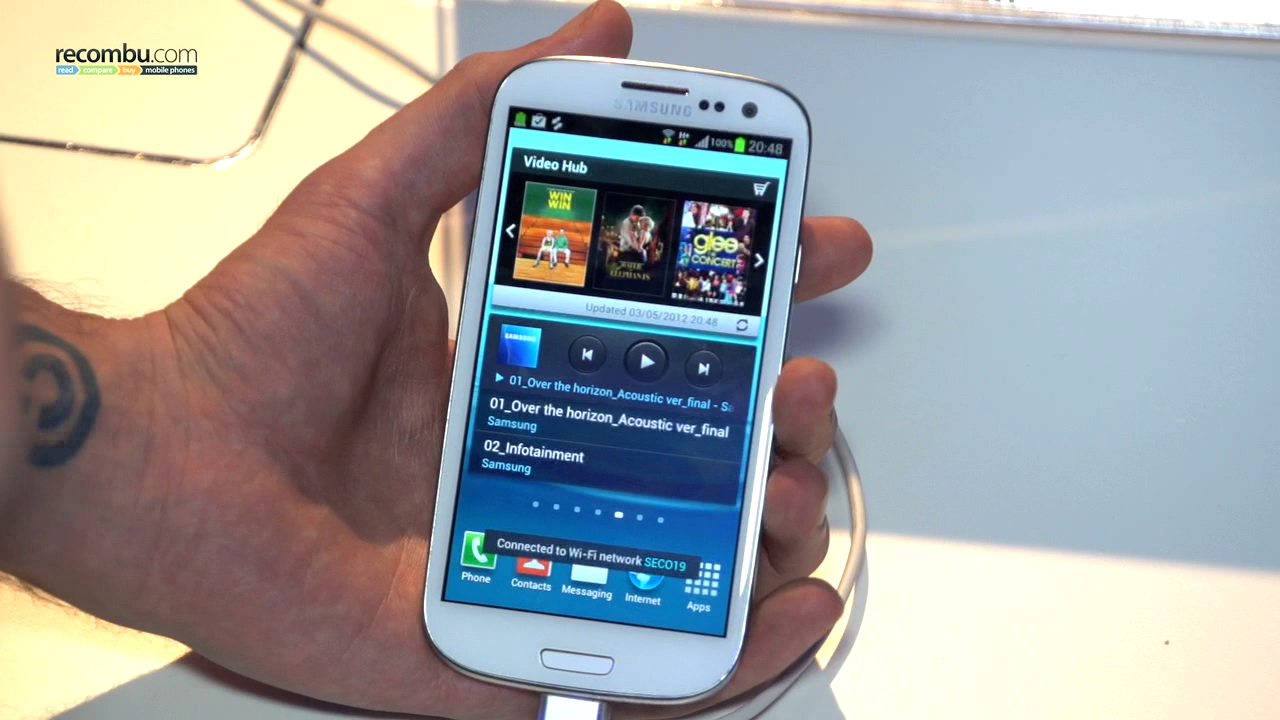 recombu.com
read compare buy mobile phones
SAMSUNG
H+ 100% 20:48
Video Hub
WIN WIN
WATER for ELEPHANTS
glee CONCERT
Updated 03/05/2012 20:48
SAMSUNG
01_Over the horizon_Acoustic ver_final - S
01_Over the horizon_Acoustic ver_final
Samsung
02_Infotainment
Samsung
Connected to Wi-Fi network SECO19
Phone Contacts Messaging Internet Apps